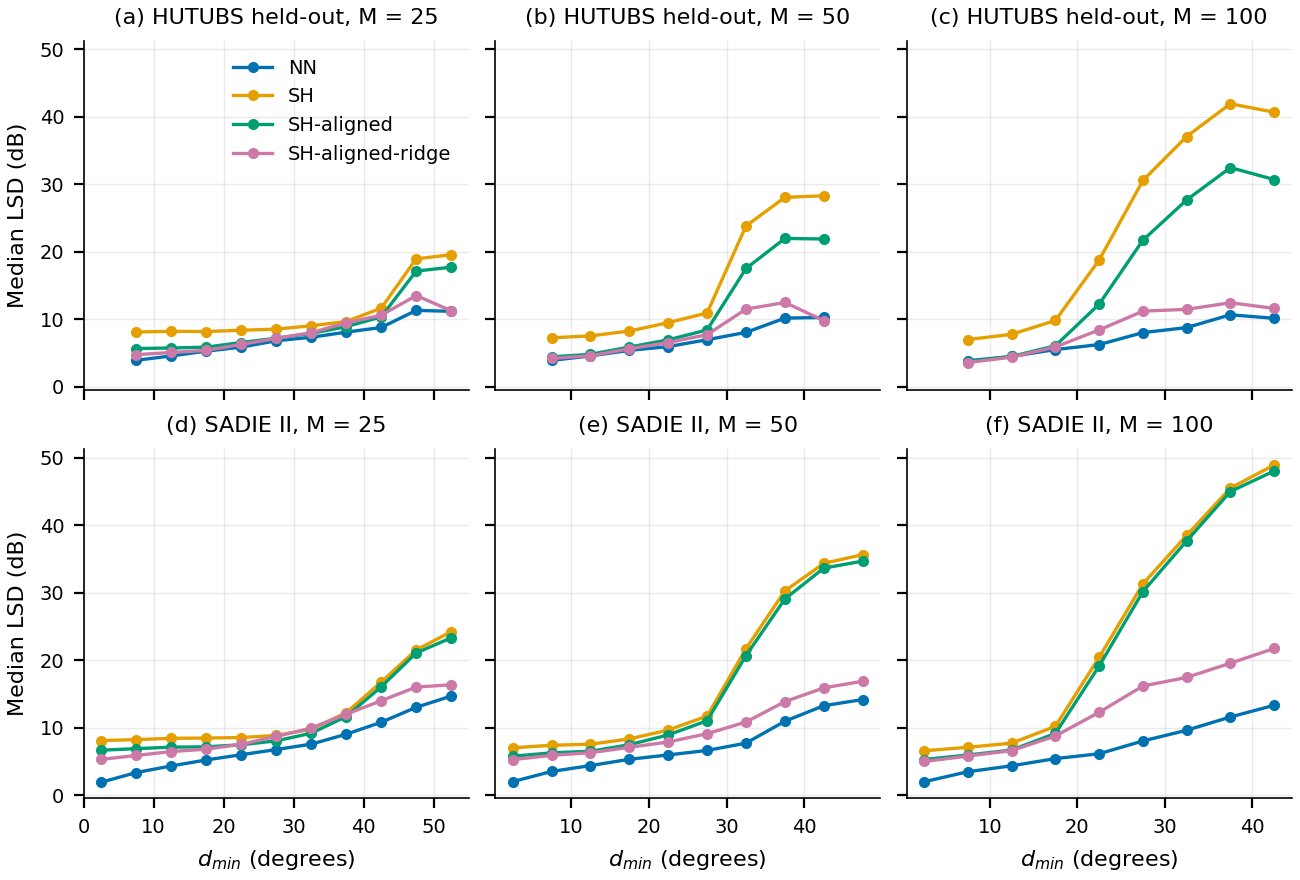 (a) HUTUBS held-out, M = 25
(b) HUTUBS held-out, M = 50
(c) HUTUBS held-out, M = 100
50
40
30
20
10
0
Median LSD (dB)
NN
SH
SH-aligned
SH-aligned-ridge
(d) SADIE II, M = 25
(e) SADIE II, M = 50
(f) SADIE II, M = 100
50
40
30
20
10
0
Median LSD (dB)
0 10 20 30 40 50
10 20 30 40
10 20 30 40
d_min (degrees)
d_min (degrees)
d_min (degrees)